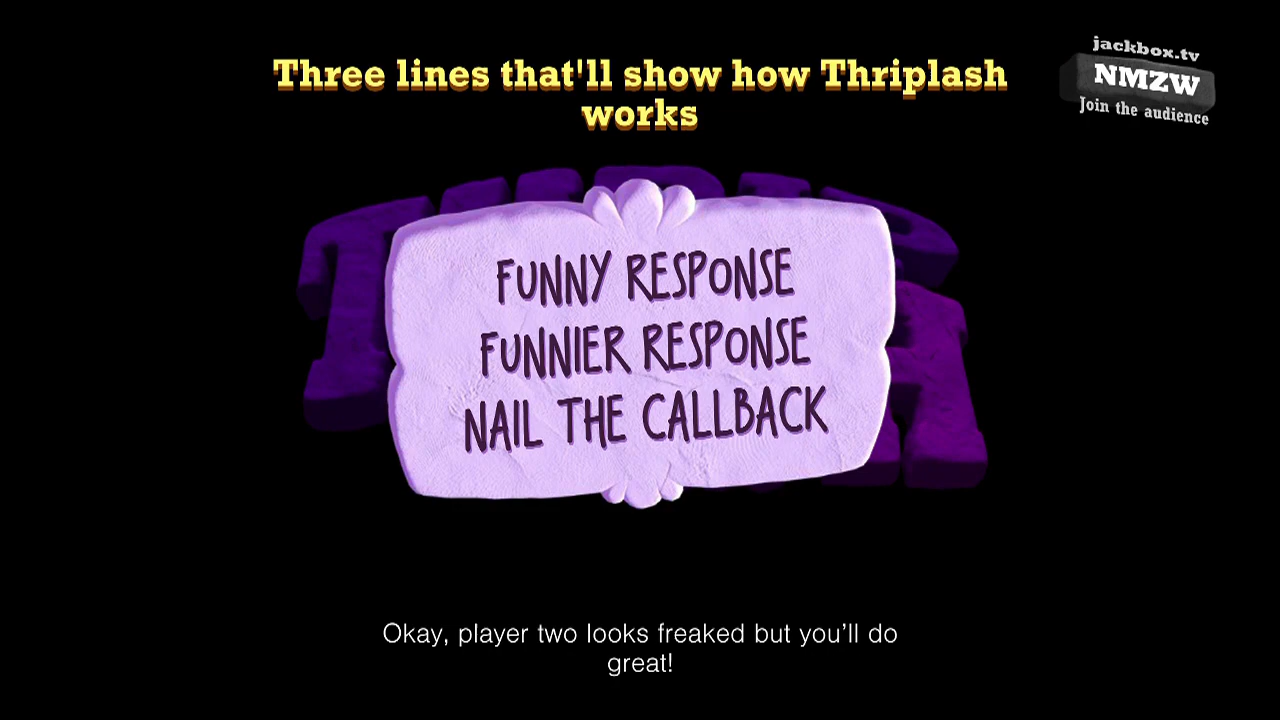 Three lines that'll show how Thriplash
works
jackbox.tv
NMZW
Join the audience
FUNNY RESPONSE
FUNNIER RESPONSE
NAIL THE CALLBACK
Okay, player two looks freaked but you’ll do
great!